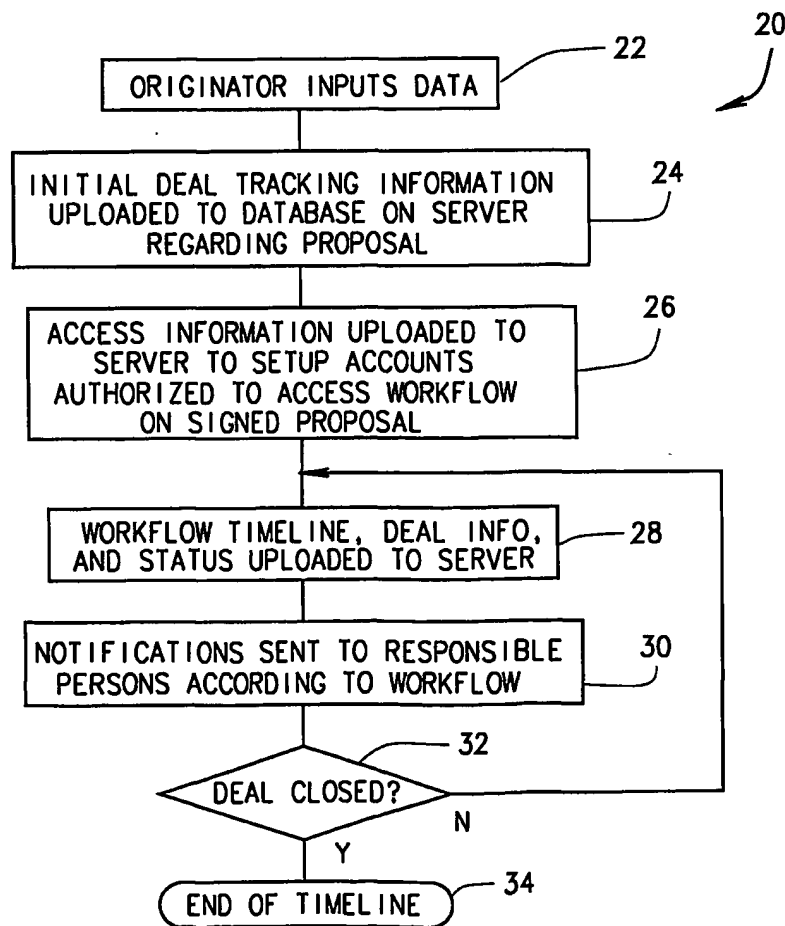 20
22
ORIGINATOR INPUTS DATA
24
INITIAL DEAL TRACKING INFORMATION
UPLOADED TO DATABASE ON SERVER
REGARDING PROPOSAL
26
ACCESS INFORMATION UPLOADED TO
SERVER TO SETUP ACCOUNTS
AUTHORIZED TO ACCESS WORKFLOW
ON SIGNED PROPOSAL
WORKFLOW TIMELINE, DEAL INFO,
AND STATUS UPLOADED TO SERVER
28
NOTIFICATIONS SENT TO RESPONSIBLE
PERSONS ACCORDING TO WORKFLOW
30
32
DEAL CLOSED?
N
Y
END OF TIMELINE
34